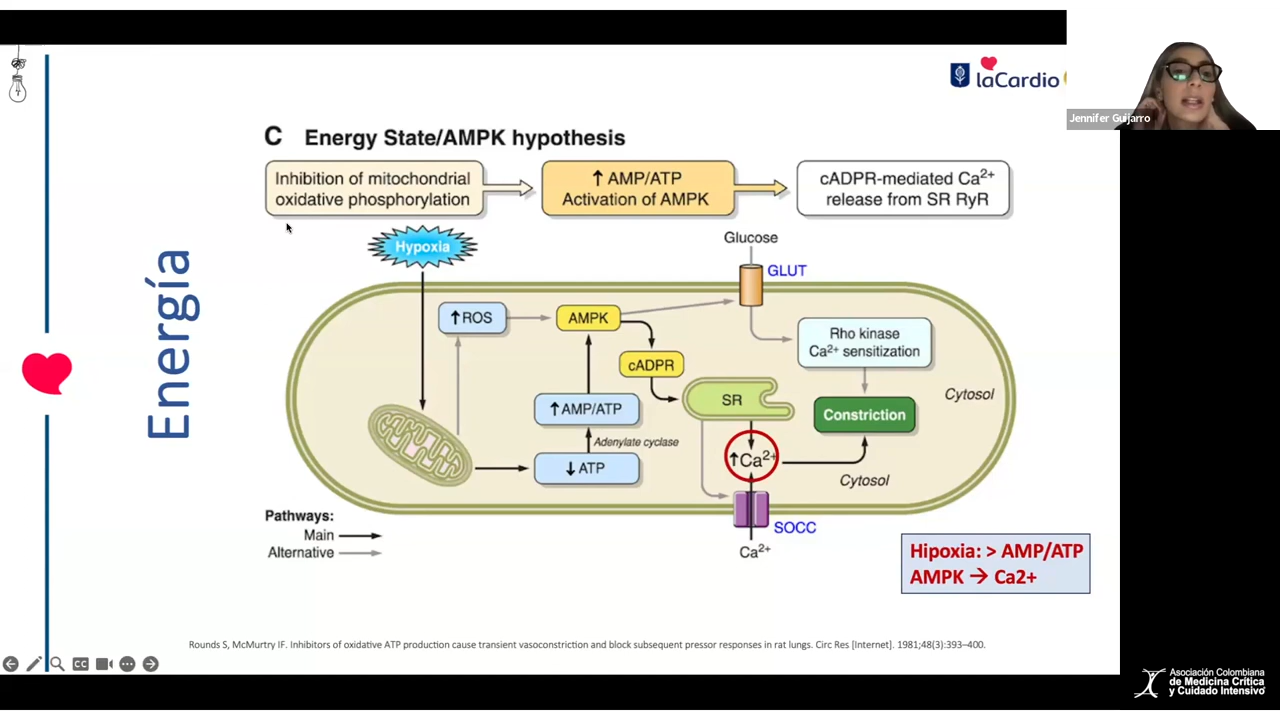 laCardio
Jennifer Guijarro
C Energy State/AMPK hypothesis
Inhibition of mitochondrial
oxidative phosphorylation
↑ AMP/ATP
Activation of AMPK
cADPR-mediated Ca²⁺
release from SR RyR
Hypoxia
Glucose
GLUT
↑ROS
AMPK
Rho kinase
Ca²⁺ sensitization
cADPR
Energía
SR
Cytosol
↑AMP/ATP
Constriction
Adenylate cyclase
↑Ca²⁺
↓ATP
Cytosol
Pathways:
Main
Alternative
SOCC
Ca²⁺
Hipoxia: > AMP/ATP
AMPK → Ca2+
Rounds S, McMurtry IF. Inhibitors of oxidative ATP production cause transient vasoconstriction and block subsequent pressor responses in rat lungs. Circ Res [Internet]. 1981;48(3):393–400.
CC
Asociación Colombiana
de Medicina Crítica
y Cuidado Intensivo